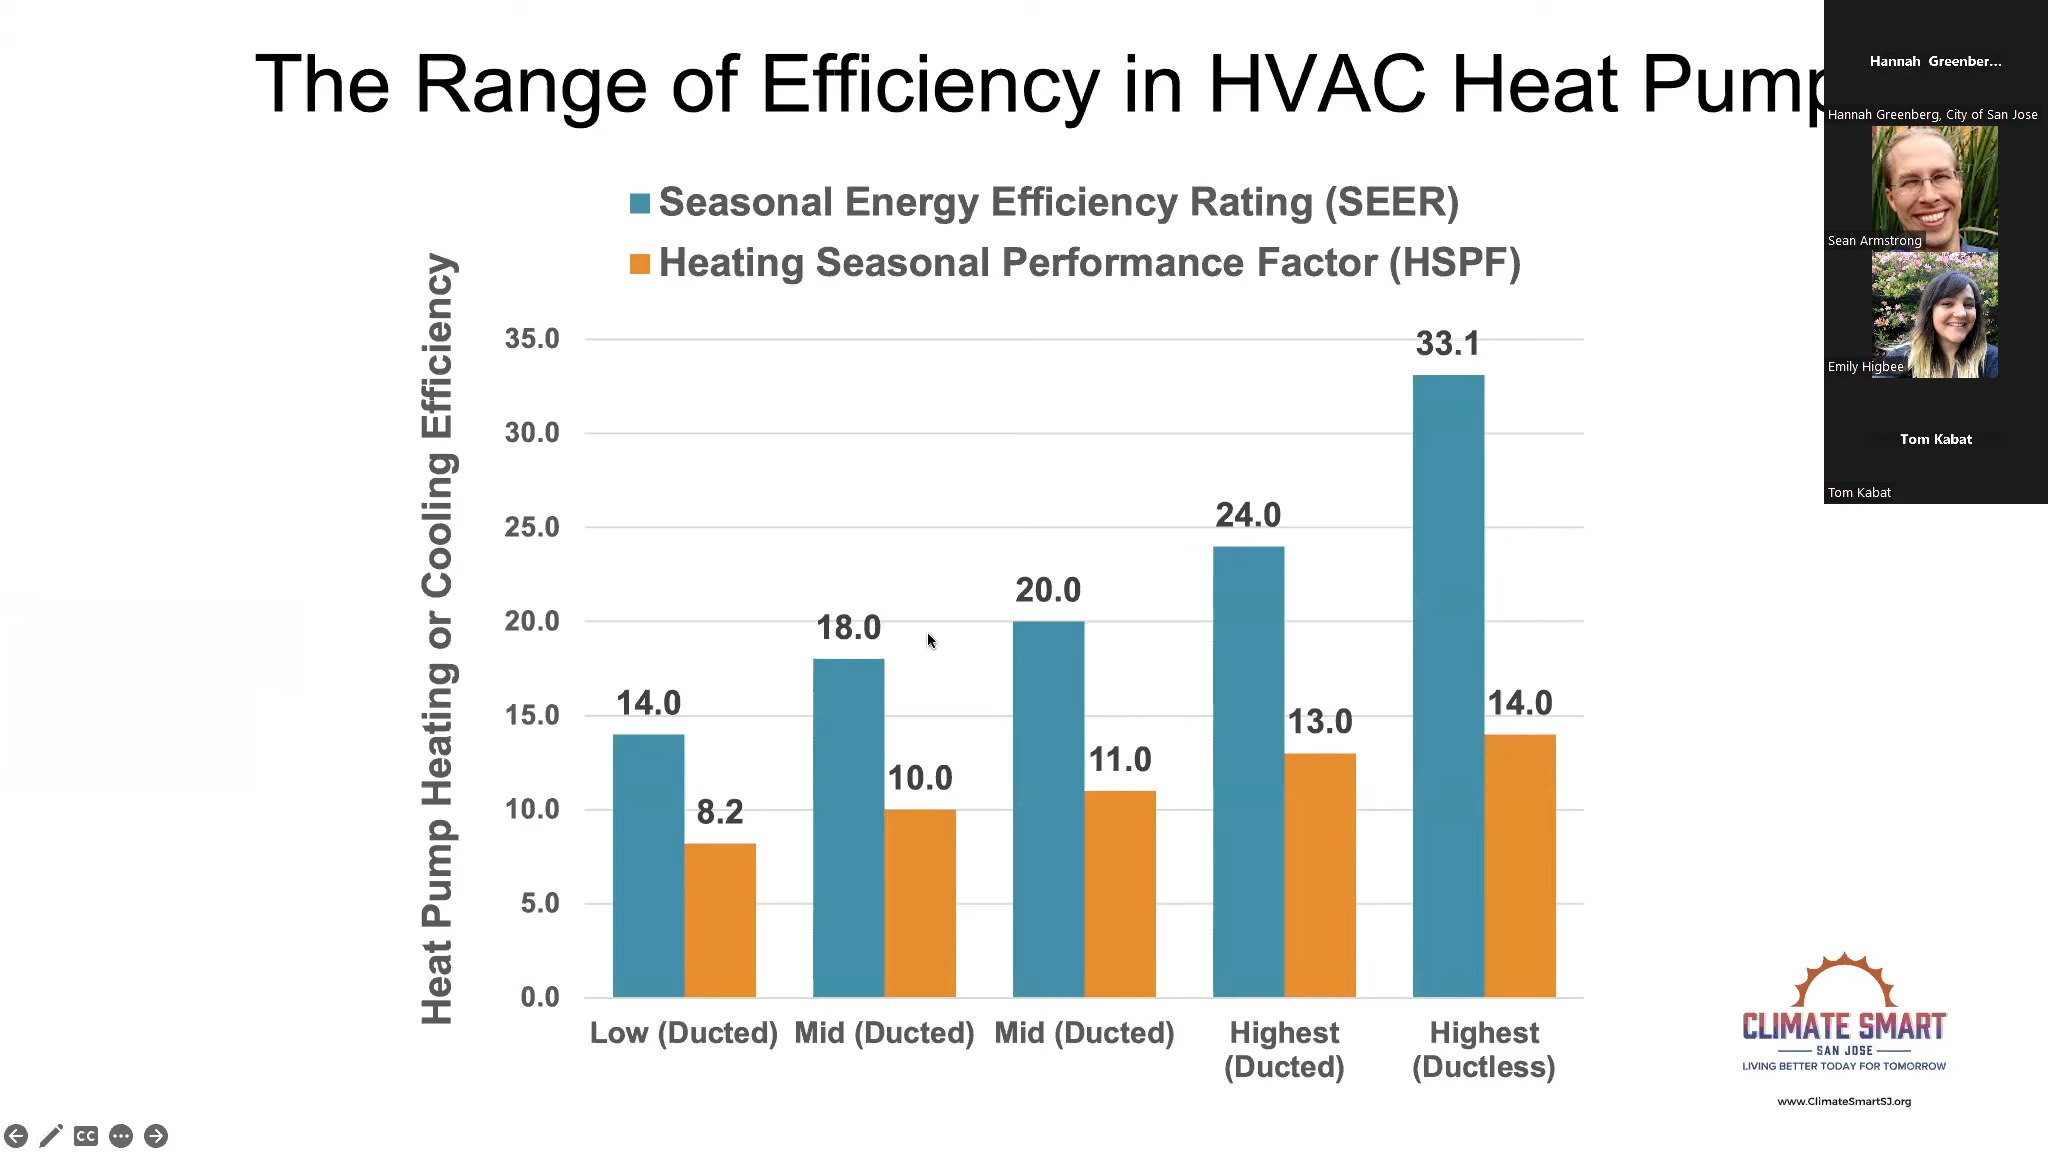 The Range of Efficiency in HVAC Heat Pump
Seasonal Energy Efficiency Rating (SEER)
Heating Seasonal Performance Factor (HSPF)
Heat Pump Heating or Cooling Efficiency
35.0
30.0
25.0
20.0
15.0
10.0
5.0
0.0
14.0
8.2
18.0
10.0
20.0
11.0
24.0
13.0
33.1
14.0
Low (Ducted)
Mid (Ducted)
Mid (Ducted)
Highest
(Ducted)
Highest
(Ductless)
Hannah Greenber...
Hannah Greenberg, City of San Jose
Sean Armstrong
Emily Higbee
Tom Kabat
Tom Kabat
CLIMATE SMART
SAN JOSE
LIVING BETTER TODAY FOR TOMORROW
www.ClimateSmartSJ.org
CC